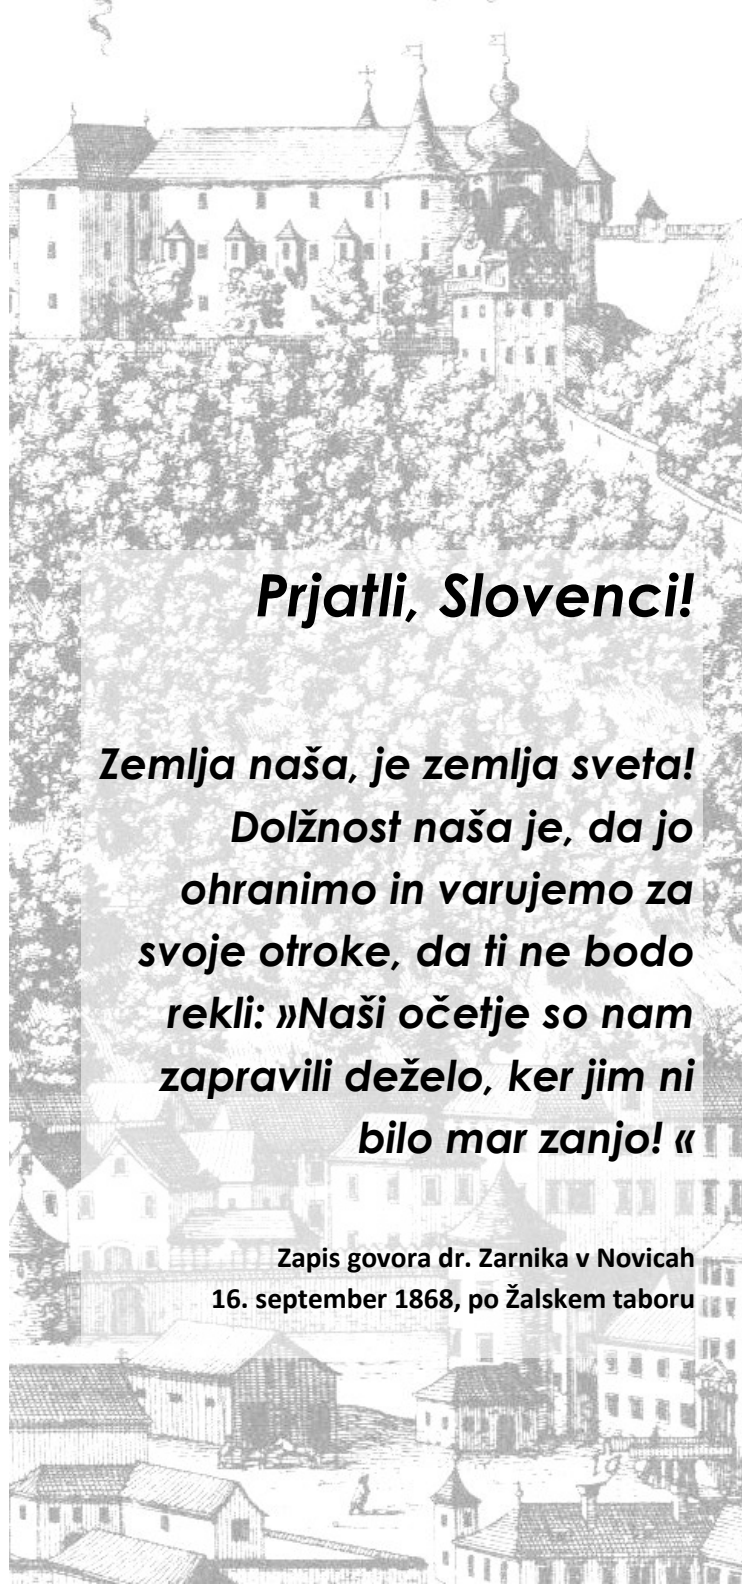 Prjatli, Slovenci!
Zemlja naša, je zemlja sveta!
Dolžnost naša je, da jo
ohranimo in varujemo za
svoje otroke, da ti ne bodo
rekli: »Naši očetje so nam
zapravili deželo, ker jim ni
bilo mar zanjo! «
Zapis govora dr. Zarnika v Novicah
16. september 1868, po Žalskem taboru